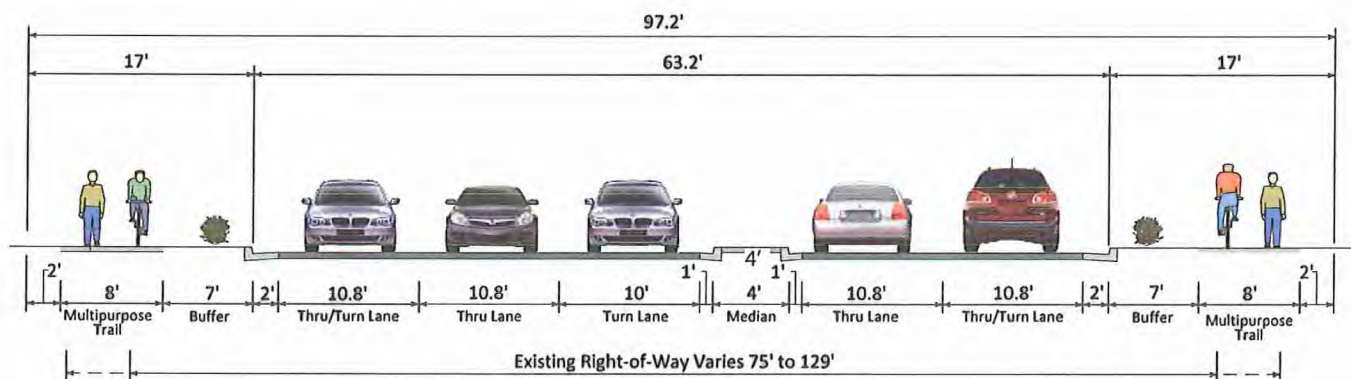 97.2'
17' 63.2' 17'
4'
2' 1' 1' 2'
8' 7' 2' 10.8' 10.8' 10' 4' 10.8' 10.8' 2' 7' 8'
Multipurpose Trail Buffer Thru/Turn Lane Thru Lane Turn Lane Median Thru Lane Thru/Turn Lane Buffer Multipurpose Trail
Existing Right-of-Way Varies 75' to 129'